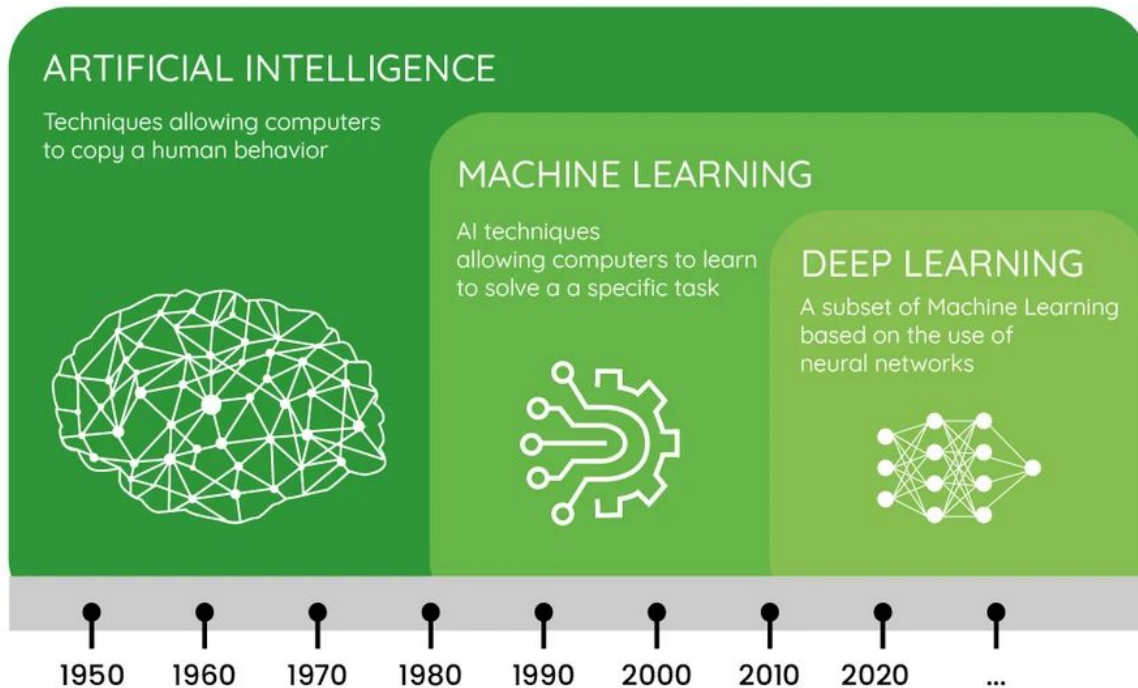 ARTIFICIAL INTELLIGENCE
Techniques allowing computers
to copy a human behavior
MACHINE LEARNING
AI techniques
allowing computers to learn
to solve a a specific task
DEEP LEARNING
A subset of Machine Learning
based on the use of
neural networks
1950 1960 1970 1980 1990 2000 2010 2020 ...